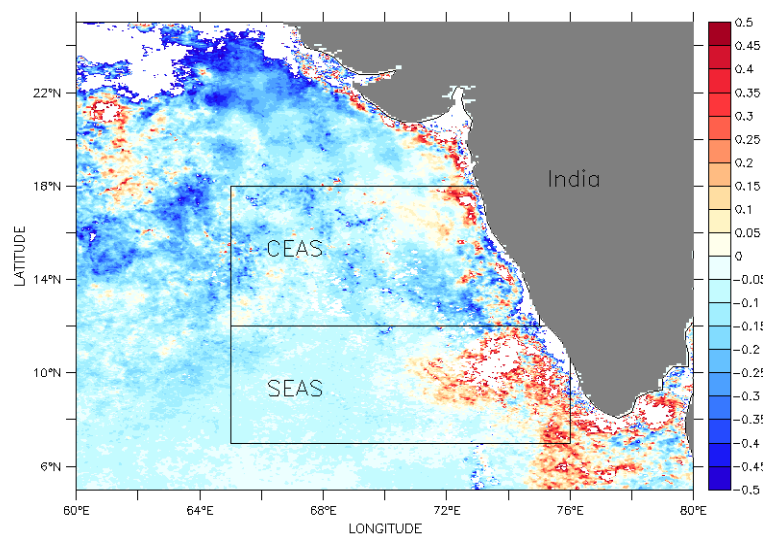 India
CEAS
SEAS
22°N
18°N
14°N
10°N
6°N
LATITUDE
60°E 64°E 68°E 72°E 76°E 80°E
LONGITUDE
0.5
0.45
0.4
0.35
0.3
0.25
0.2
0.15
0.1
0.05
0
−0.05
−0.1
−0.15
−0.2
−0.25
−0.3
−0.35
−0.4
−0.45
−0.5